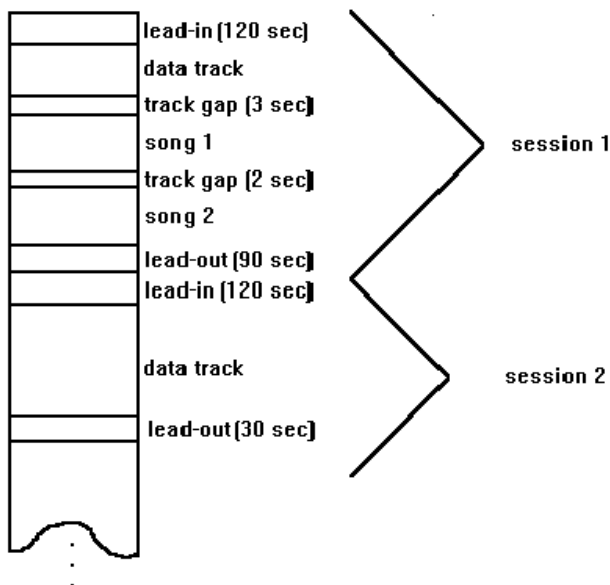 lead-in (120 sec)
data track
track gap (3 sec)
song 1
track gap (2 sec)
song 2
lead-out (90 sec)
lead-in (120 sec)
data track
lead-out (30 sec)
session 1
session 2